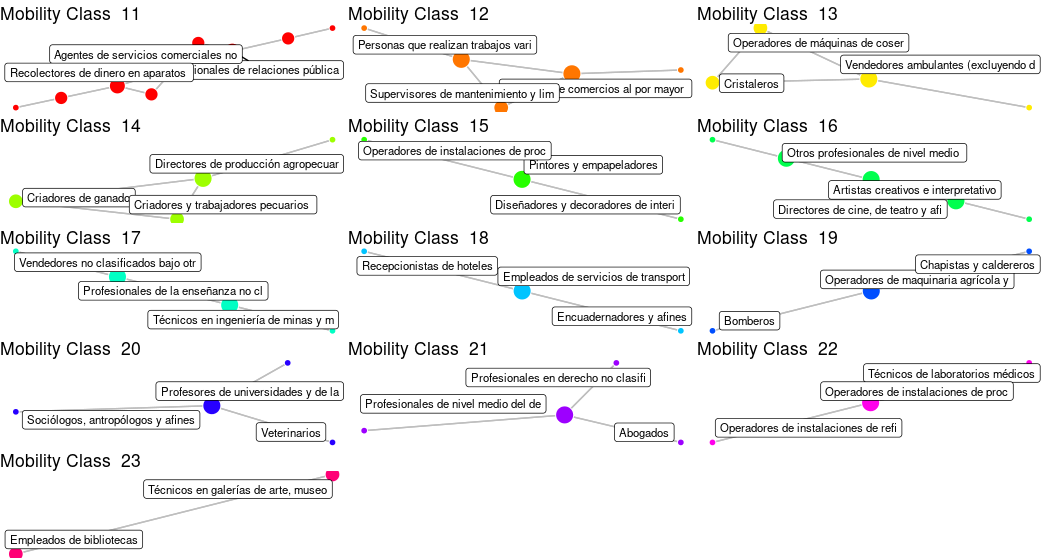 Mobility Class 11
Agentes de servicios comerciales no
Recolectores de dinero en aparatos
ionales de relaciones pública
Mobility Class 12
Personas que realizan trabajos vari
Supervisores de mantenimiento y lim
e comercios al por mayor
Mobility Class 13
Operadores de máquinas de coser
Vendedores ambulantes (excluyendo d
Cristaleros
Mobility Class 14
Directores de producción agropecuar
Criadores de ganado
Criadores y trabajadores pecuarios
Mobility Class 15
Operadores de instalaciones de proc
Pintores y empapeladores
Diseñadores y decoradores de interi
Mobility Class 16
Otros profesionales de nivel medio
Artistas creativos e interpretativo
Directores de cine, de teatro y afi
Mobility Class 17
Vendedores no clasificados bajo otr
Profesionales de la enseñanza no cl
Técnicos en ingeniería de minas y m
Mobility Class 18
Recepcionistas de hoteles
Empleados de servicios de transport
Encuadernadores y afines
Mobility Class 19
Chapistas y caldereros
Operadores de maquinaria agrícola y
Bomberos
Mobility Class 20
Profesores de universidades y de la
Sociólogos, antropólogos y afines
Veterinarios
Mobility Class 21
Profesionales en derecho no clasifi
Profesionales de nivel medio del de
Abogados
Mobility Class 22
Técnicos de laboratorios médicos
Operadores de instalaciones de proc
Operadores de instalaciones de refi
Mobility Class 23
Técnicos en galerías de arte, museo
Empleados de bibliotecas